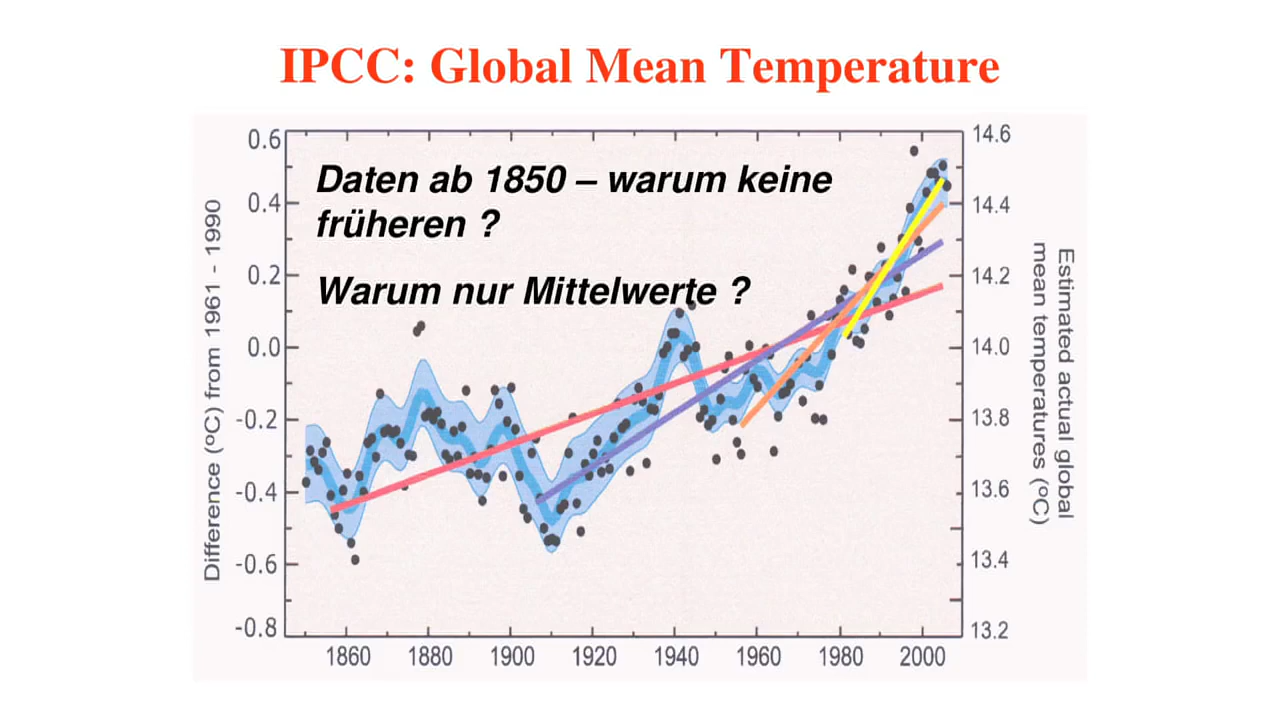 IPCC: Global Mean Temperature
Daten ab 1850 – warum keine
früheren ?
Warum nur Mittelwerte ?
Difference (°C) from 1961 - 1990
0.6
0.4
0.2
0.0
-0.2
-0.4
-0.6
-0.8
14.6
14.4
14.2
14.0
13.8
13.6
13.4
13.2
Estimated actual global
mean temperatures (°C)
1860 1880 1900 1920 1940 1960 1980 2000